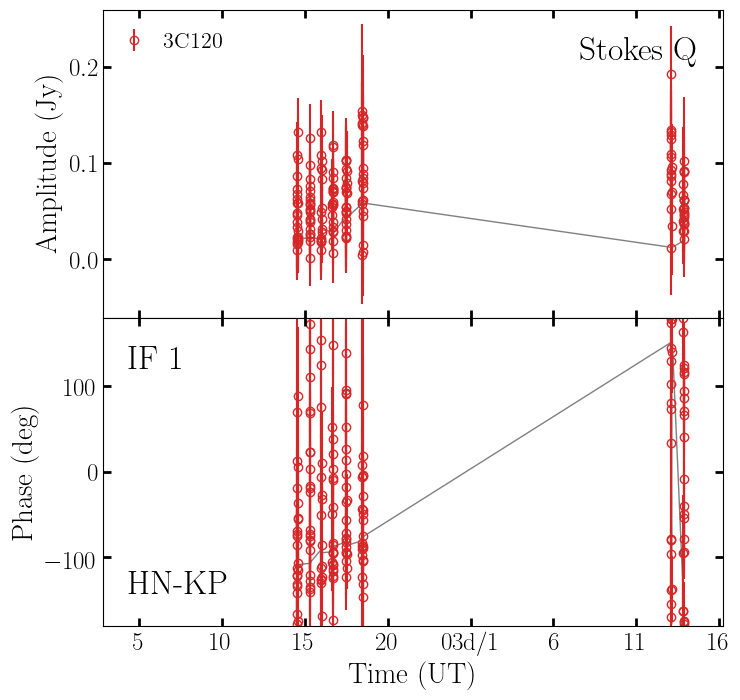 3C120
Stokes Q
0.2
0.1
0.0
Amplitude (Jy)
IF 1
100
0
−100
Phase (deg)
HN-KP
5 10 15 20 03d/1 6 11 16
Time (UT)